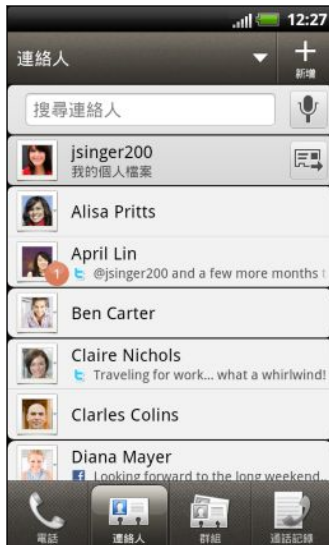 12:27
連絡人
新增
搜尋連絡人
jsinger200
我的個人檔案
Alisa Pritts
April Lin
1
@jsinger200 and a few more months t
Ben Carter
Claire Nichols
Traveling for work... what a whirlwind!
Clarles Colins
Diana Mayer
Looking forward to the long weekend..
電話
連絡人
群組
通話記錄